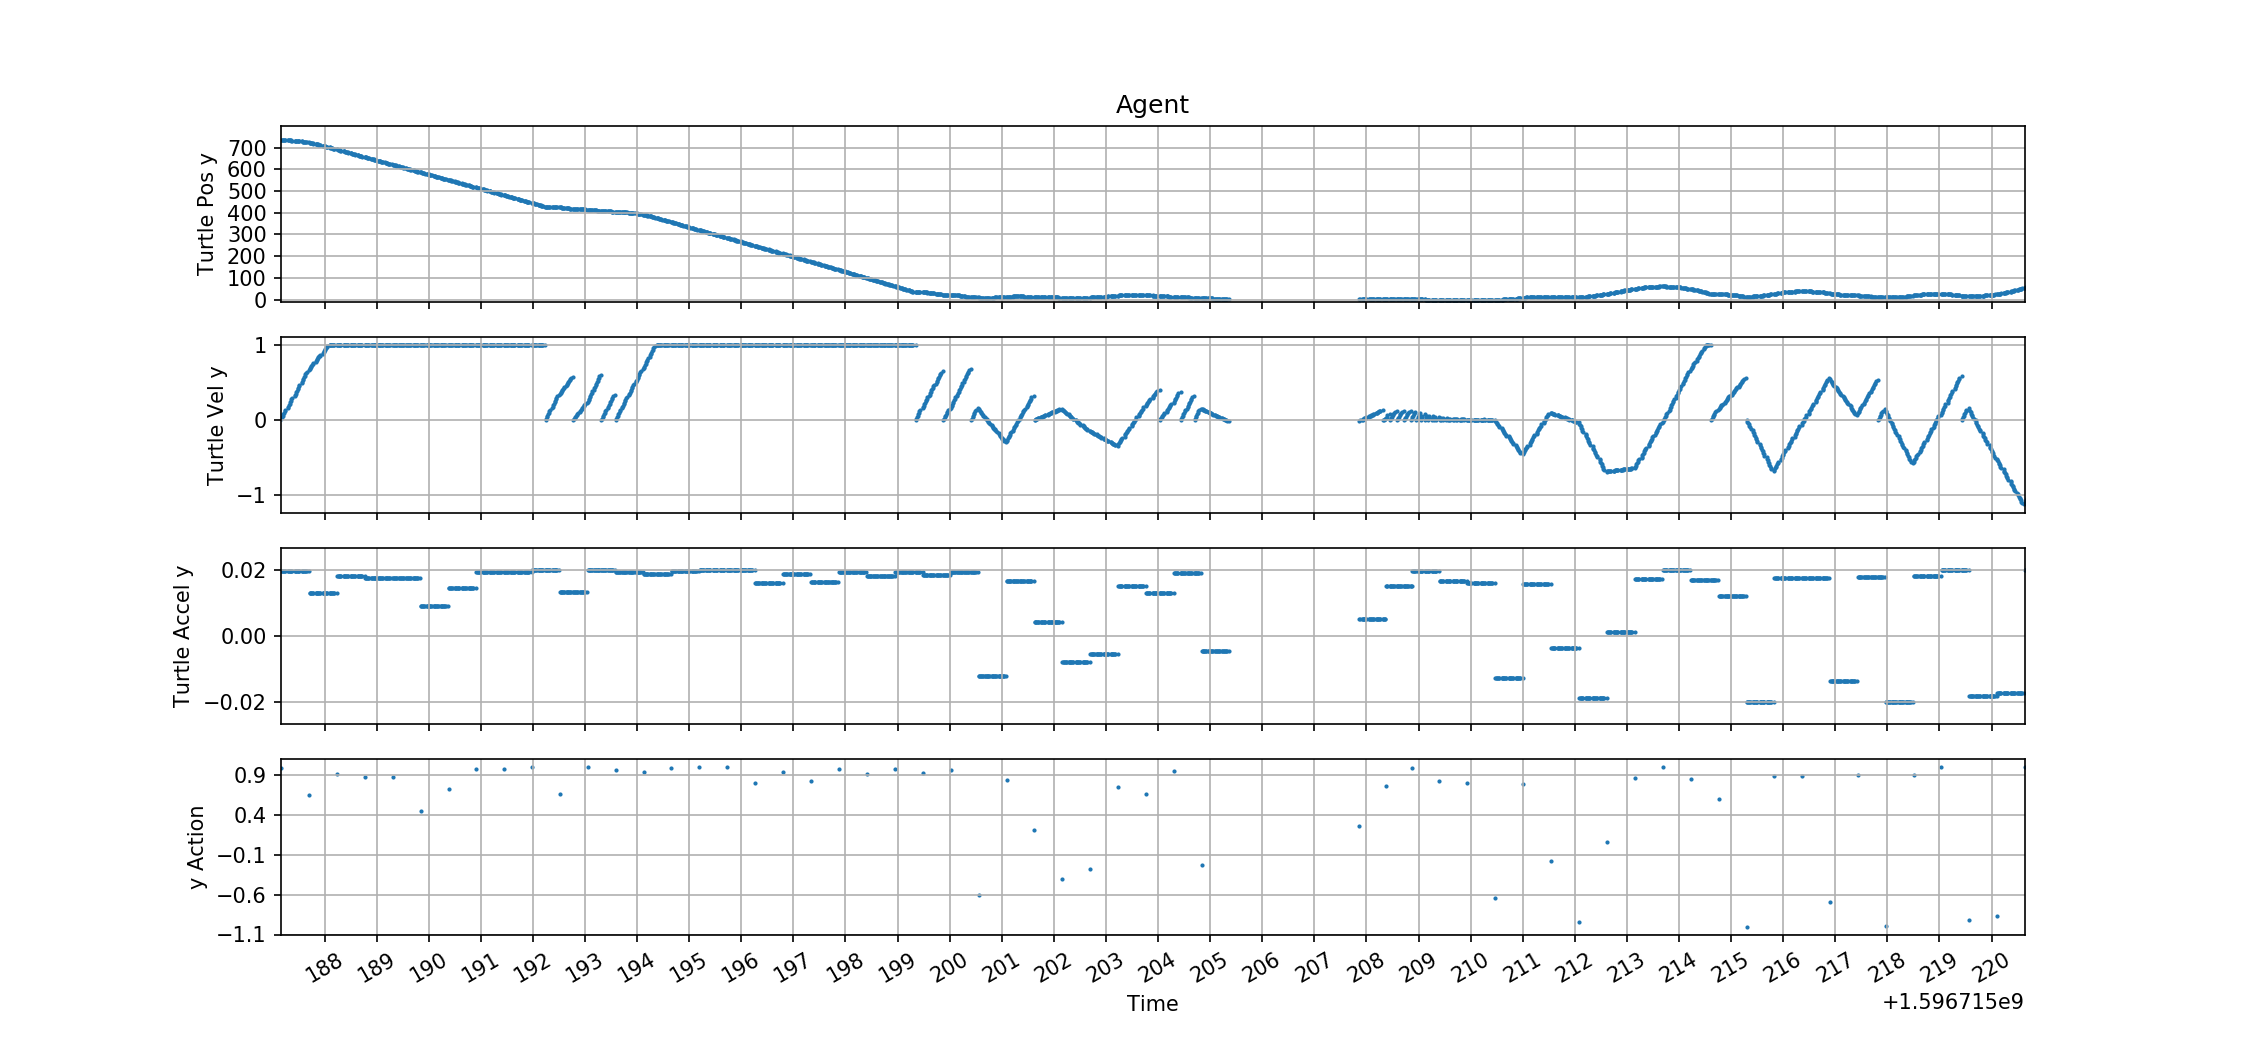 Agent
Turtle Pos y
700
600
500
400
300
200
100
0
Turtle Vel y
1
0
−1
Turtle Accel y
0.02
0.00
−0.02
y Action
0.9
0.4
−0.1
−0.6
−1.1
188 189 190 191 192 193 194 195 196 197 198 199 200 201 202 203 204 205 206 207 208 209 210 211 212 213 214 215 216 217 218 219 220
Time
+1.596715e9